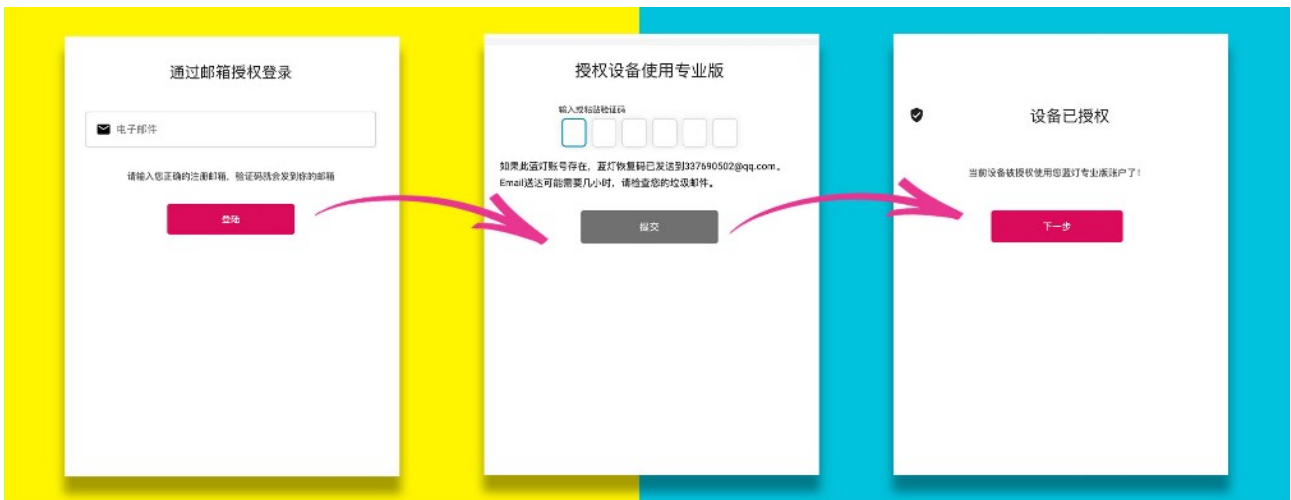 通过邮箱授权登录
电子邮件
请输入您正确的注册邮箱，验证码就会发到你的邮箱
登陆
授权设备使用专业版
输入或粘贴验证码
如果此蓝灯账号存在，蓝灯恢复码已发送到337690502@qq.com。
Email送达可能需要几小时，请检查您的垃圾邮件。
提交
设备已授权
当前设备被授权使用您蓝灯专业版账户了！
下一步